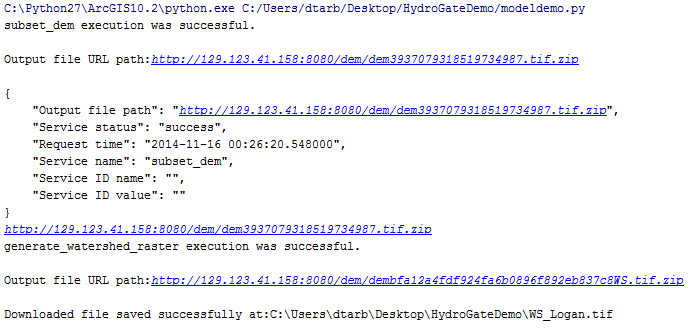 C:\Python27\ArcGIS10.2\python.exe C:/Users/dtarb/Desktop/HydroGateDemo/modeldemo.py
subset_dem execution was successful.
Output file URL path:http://129.123.41.158:8080/dem/dem3937079318519734987.tif.zip
{
    "Output file path": "http://129.123.41.158:8080/dem/dem3937079318519734987.tif.zip",
    "Service status": "success",
    "Request time": "2014-11-16 00:26:20.548000",
    "Service name": "subset_dem",
    "Service ID name": "",
    "Service ID value": ""
}
http://129.123.41.158:8080/dem/dem3937079318519734987.tif.zip
generate_watershed_raster execution was successful.
Output file URL path:http://129.123.41.158:8080/dem/dembfa12a4fdf924fa6b0896f892eb837c8WS.tif.zip
Downloaded file saved successfully at:C:\Users\dtarb\Desktop\HydroGateDemo\WS_Logan.tif